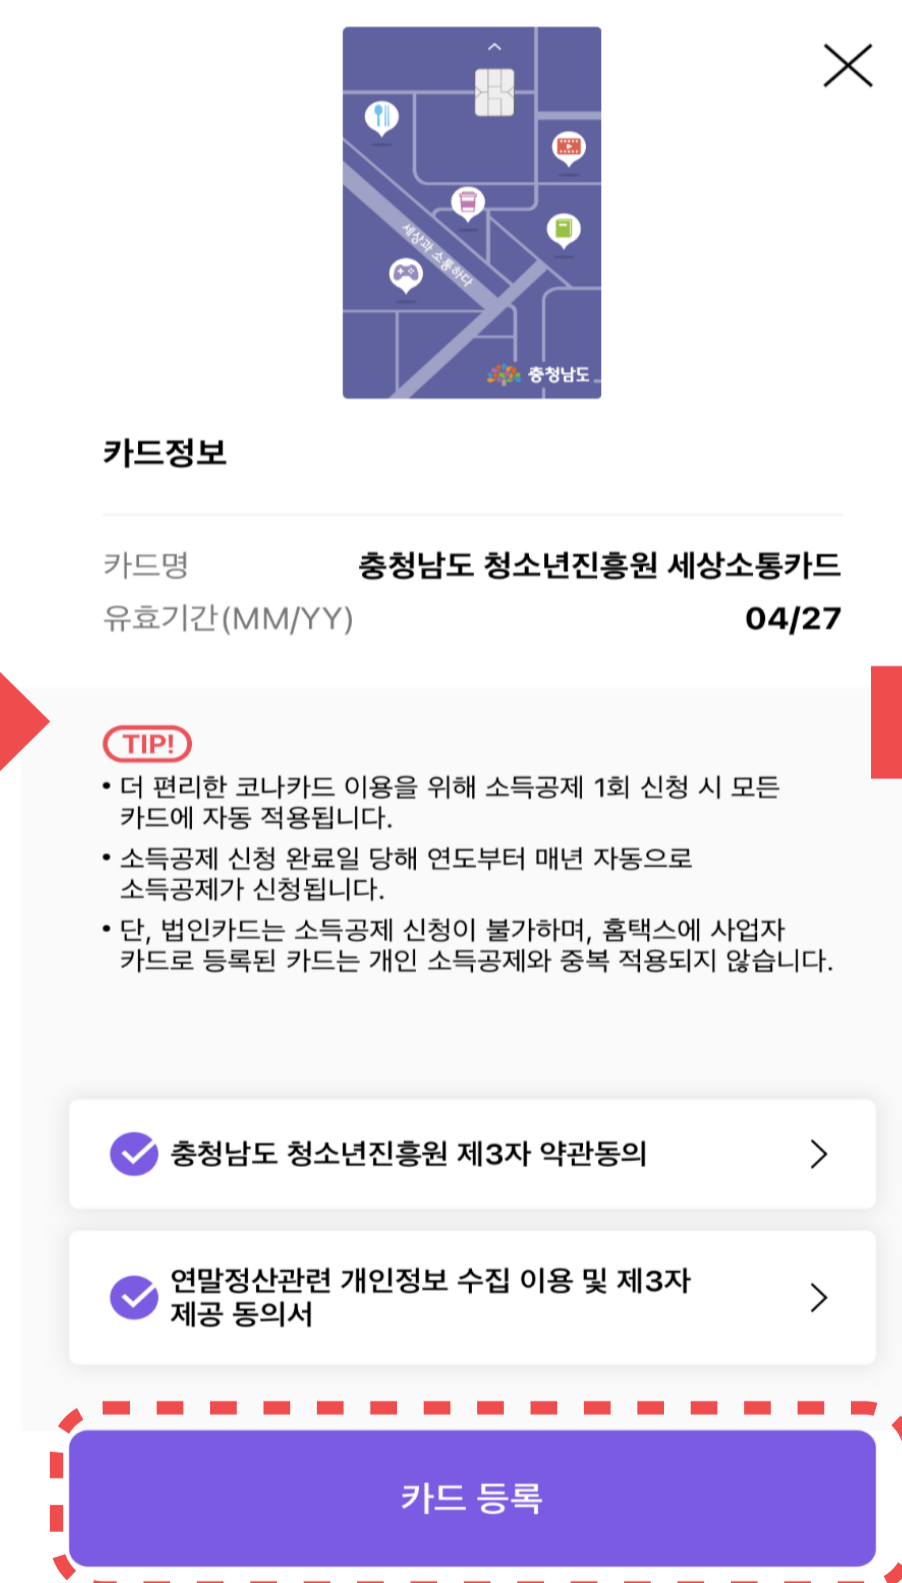 세상과 소통하다
충청남도
카드정보
카드명 충청남도 청소년진흥원 세상소통카드
유효기간(MM/YY) 04/27
TIP!
• 더 편리한 코나카드 이용을 위해 소득공제 1회 신청 시 모든
카드에 자동 적용됩니다.
• 소득공제 신청 완료일 당해 연도부터 매년 자동으로
소득공제가 신청됩니다.
• 단, 법인카드는 소득공제 신청이 불가하며, 홈택스에 사업자
카드로 등록된 카드는 개인 소득공제와 중복 적용되지 않습니다.
충청남도 청소년진흥원 제3자 약관동의
연말정산관련 개인정보 수집 이용 및 제3자
제공 동의서
카드 등록